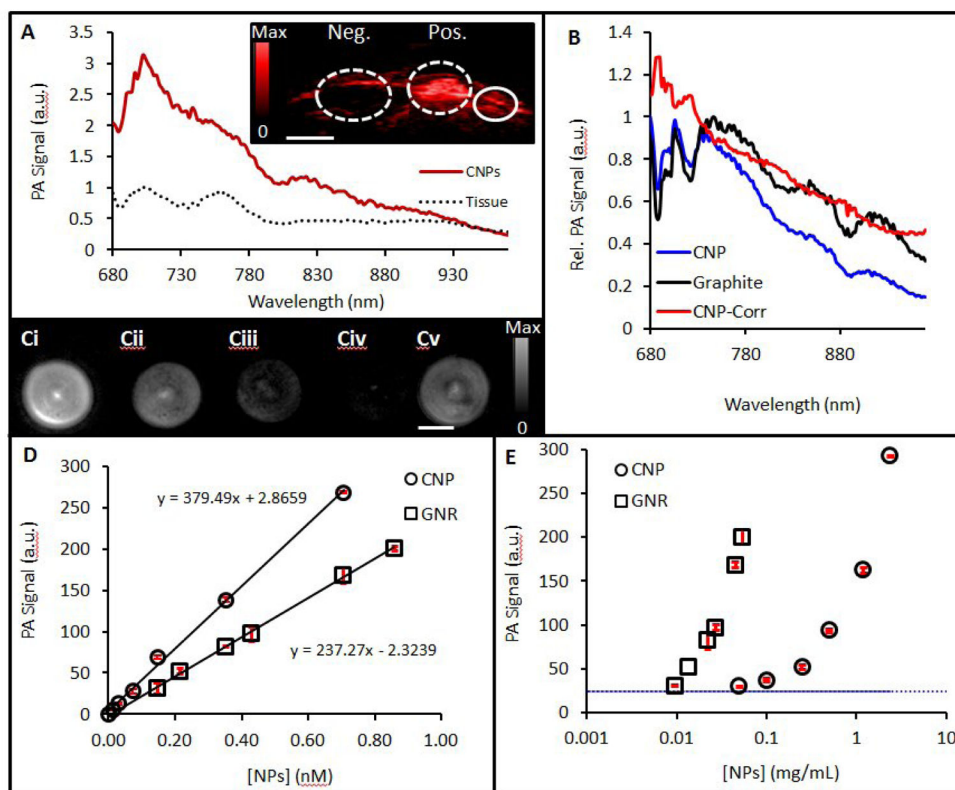 A
PA Signal (a.u.)
3.5
3
2.5
2
1.5
1
0.5
0
680 730 780 830 880 930
Wavelength (nm)
Max
0
Neg. Pos.
CNPs
Tissue
B
Rel. PA Signal (a.u.)
1.4
1.2
1
0.8
0.6
0.4
0.2
0
680 780 880
Wavelength (nm)
CNP
Graphite
CNP-Corr
Ci Cii Ciii Civ Cv
Max
0
D
PA Signal (a.u.)
300
250
200
150
100
50
0
0.00 0.20 0.40 0.60 0.80 1.00
[NPs] (nM)
y = 379.49x + 2.8659
CNP
GNR
y = 237.27x - 2.3239
E
PA Signal (a.u.)
300
250
200
150
100
50
0
0.001 0.01 0.1 1 10
[NPs] (mg/mL)
CNP
GNR